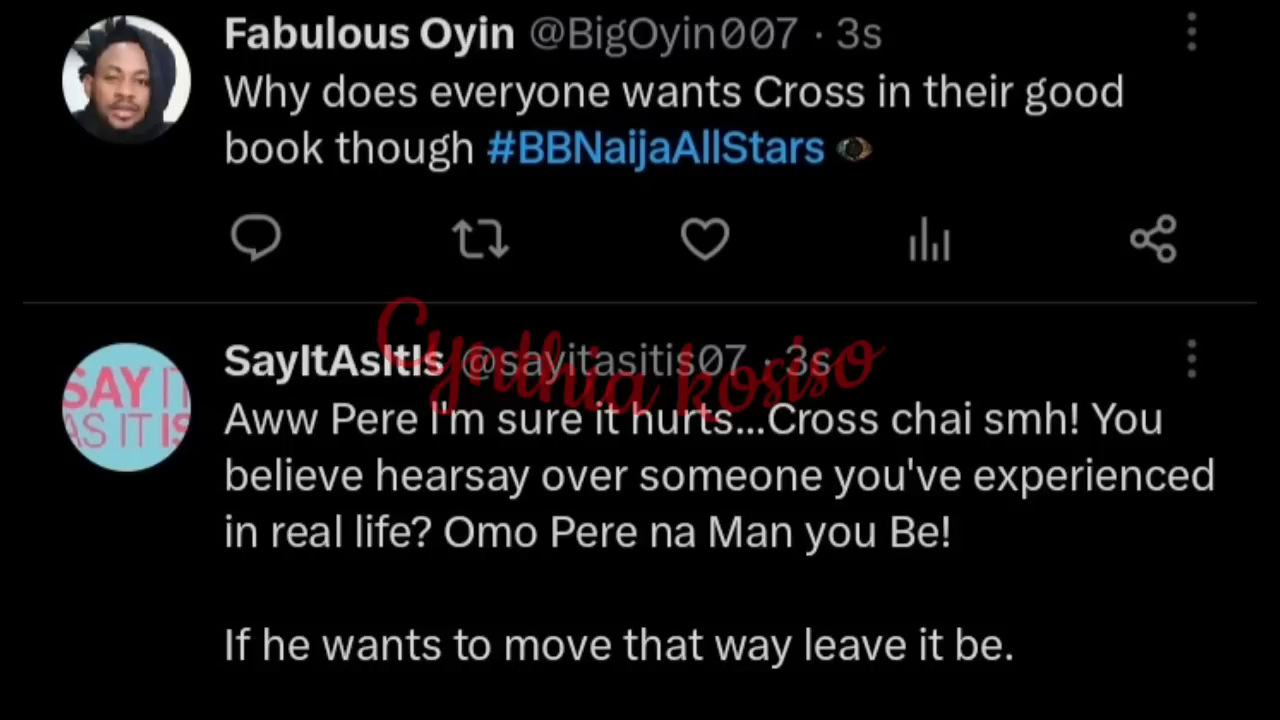 Fabulous Oyin @BigOyin007 · 3s
Why does everyone wants Cross in their good
book though #BBNaijaAllStars 👁
Cynthia kosiso
SAY IT
AS IT IS
SayItAsItIs @sayitasitis07 · 3s
Aww Pere I'm sure it hurts...Cross chai smh! You
believe hearsay over someone you've experienced
in real life? Omo Pere na Man you Be!
If he wants to move that way leave it be.